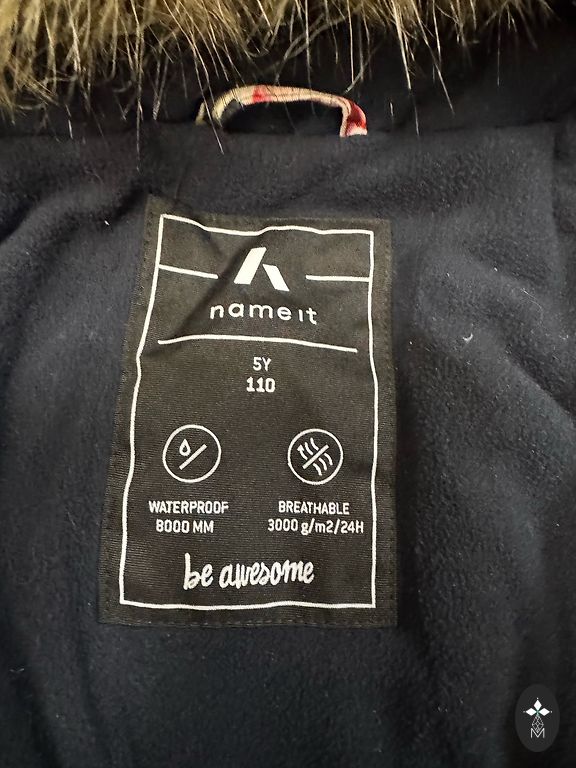 name it
5Y
110
WATERPROOF
8000 MM
BREATHABLE
3000 g/m2/24H
be awesome
M